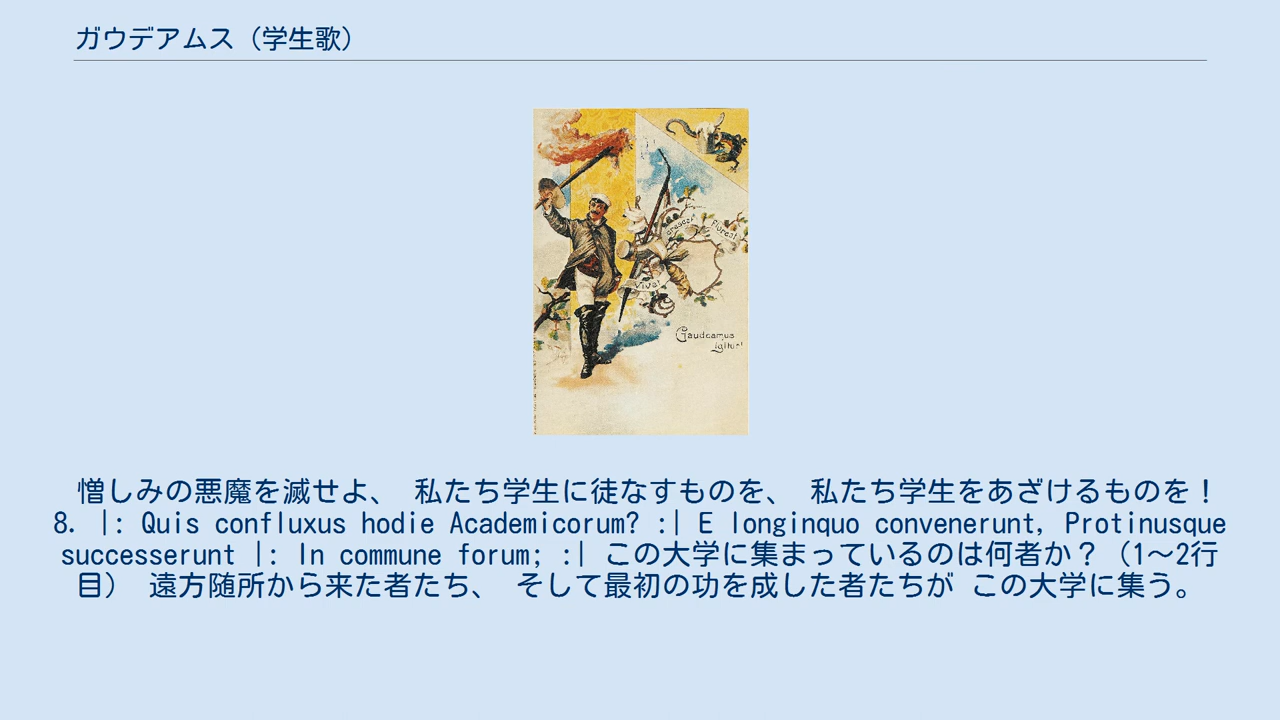 ガウデアムス（学生歌）
crescat
floreat
Vivat
Gaudeamus
igitur!
憎しみの悪魔を滅せよ、 私たち学生に徒なすものを、 私たち学生をあざけるものを！
8. |: Quis confluxus hodie Academicorum? :| E longinquo convenerunt, Protinusque
successerunt |: In commune forum; :| この大学に集まっているのは何者か？（1〜2行
目） 遠方随所から来た者たち、 そして最初の功を成した者たちが この大学に集う。